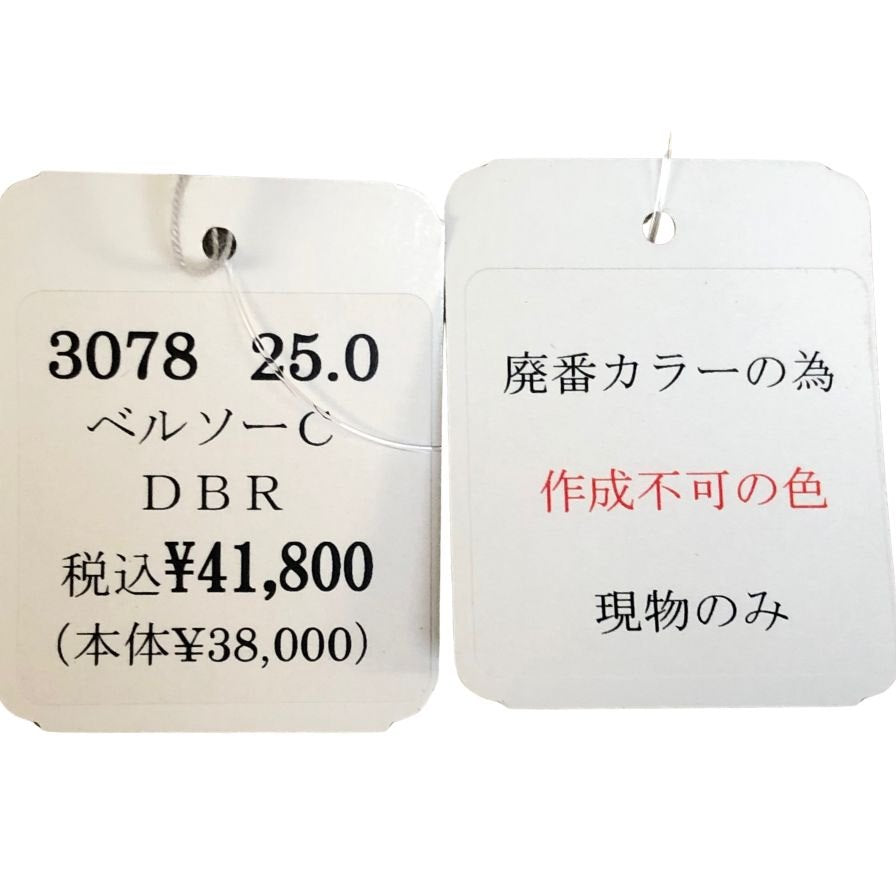 3078 25.0
ベルソーC
DBR
税込¥41,800
(本体¥38,000)
廃番カラーの為
作成不可の色
現物のみ